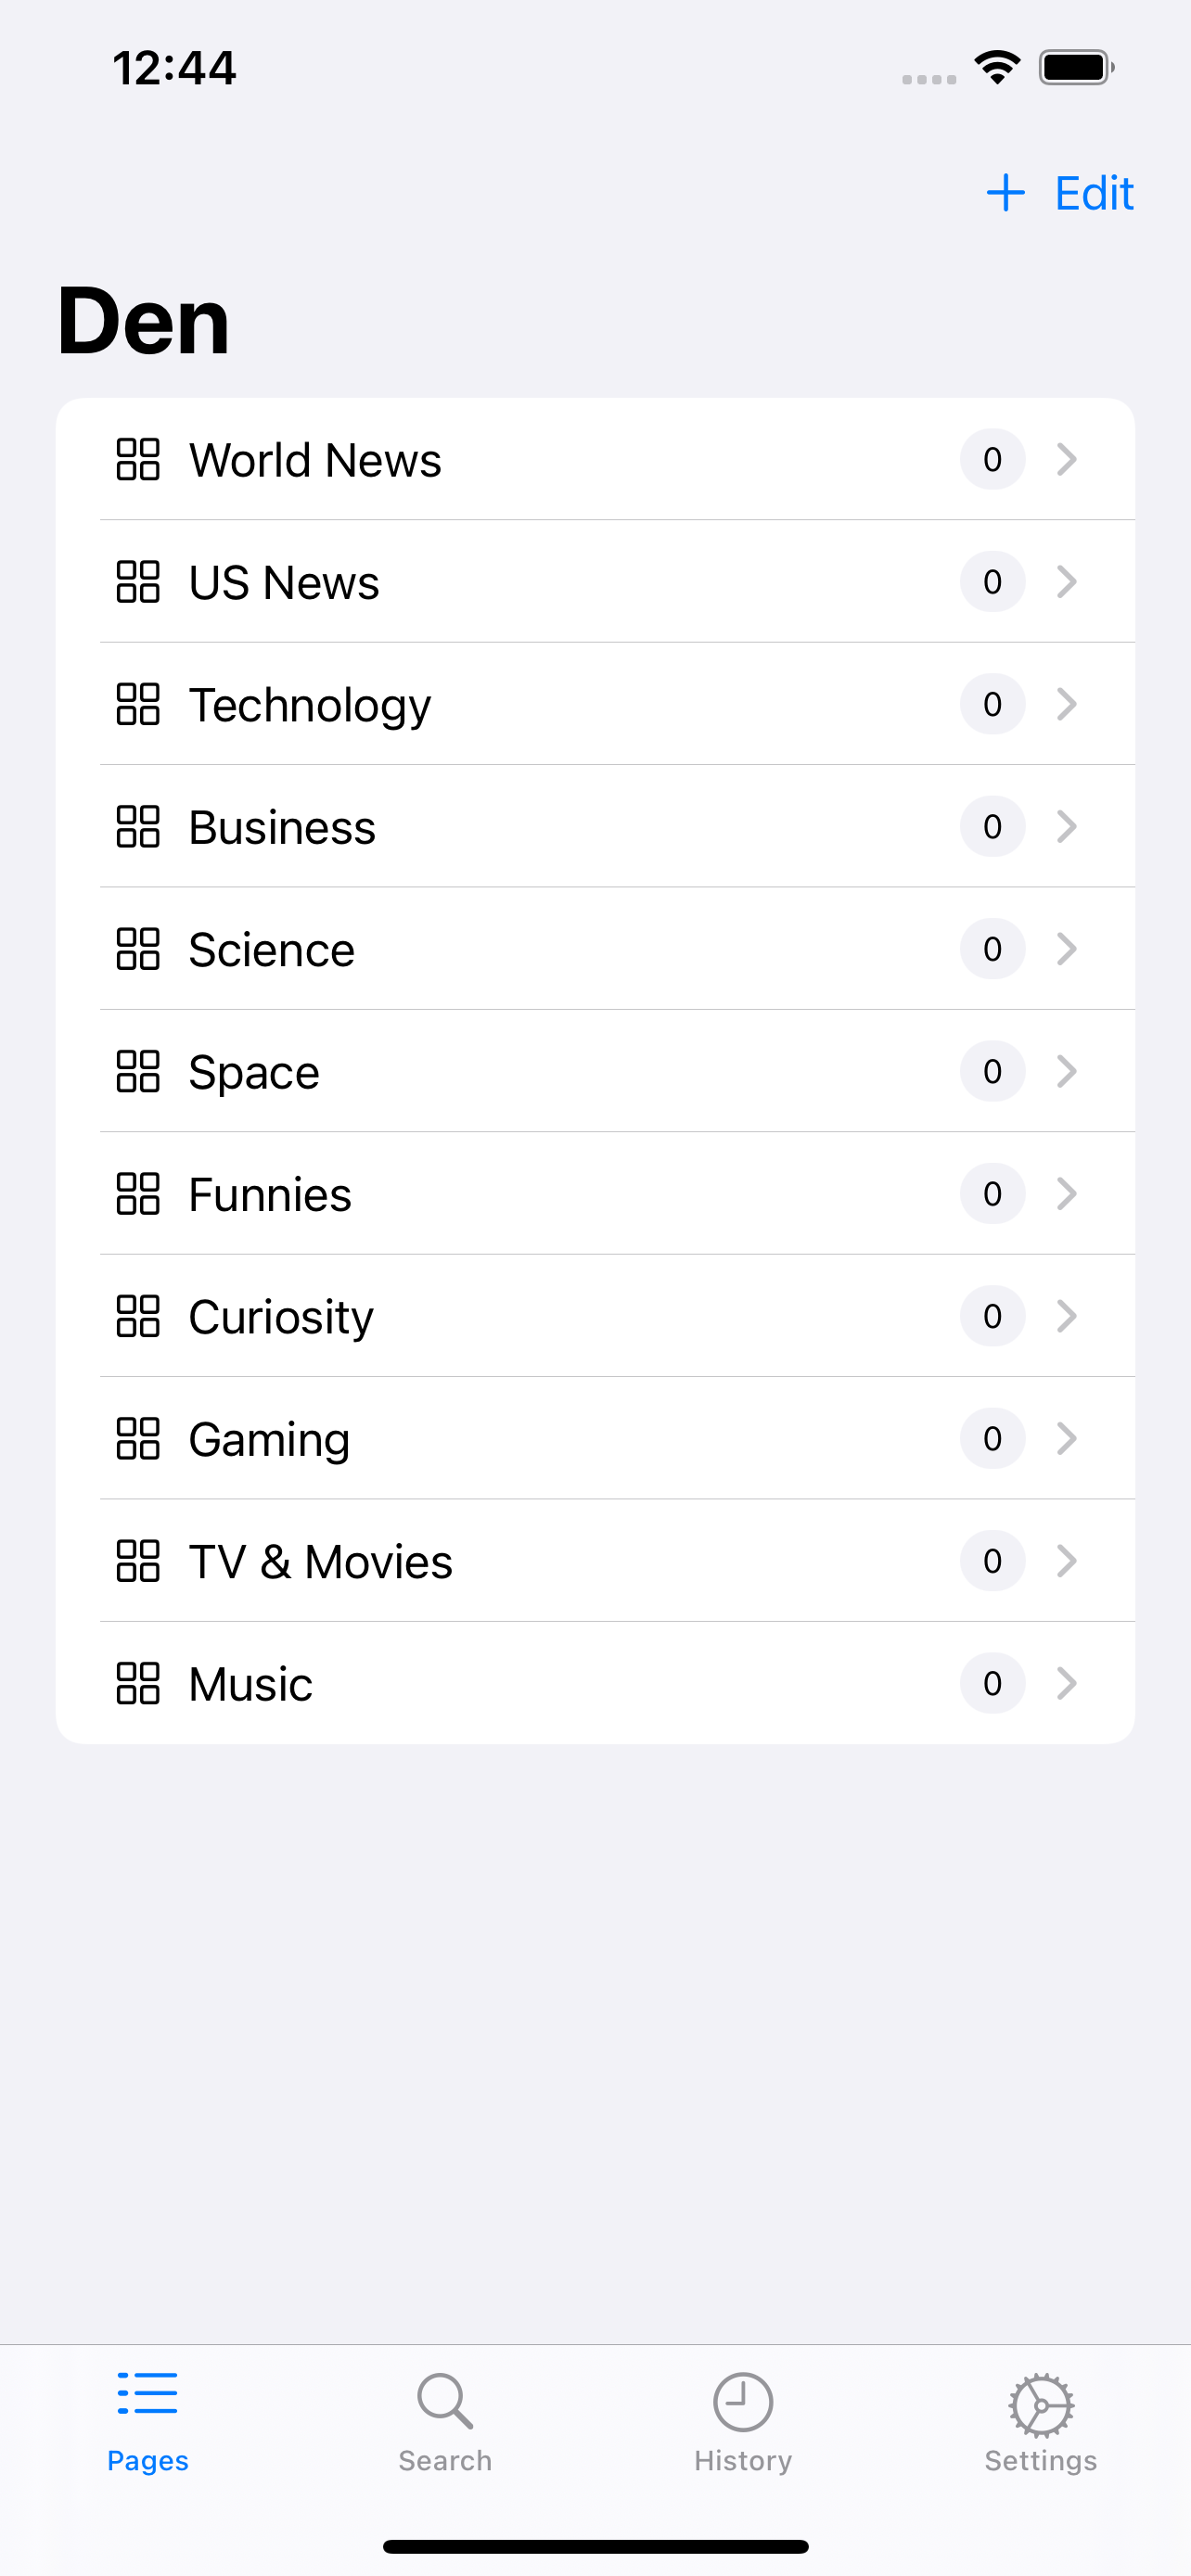 12:44
Edit
Den
World News 0
US News 0
Technology 0
Business 0
Science 0
Space 0
Funnies 0
Curiosity 0
Gaming 0
TV & Movies 0
Music 0
Pages Search History Settings